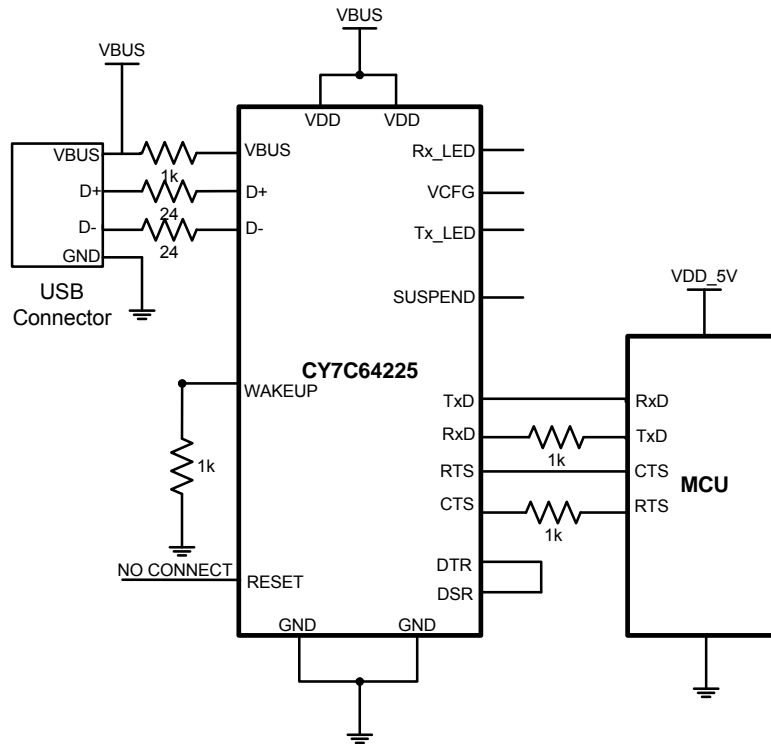 VBUS
VBUS
VDD VDD
VBUS
1k
VBUS
D+
24
D+
D-
24
D-
GND
USB
Connector
Rx_LED
VCFG
Tx_LED
SUSPEND
CY7C64225
WAKEUP
1k
NO CONNECT
RESET
GND GND
TxD
RxD
RTS
CTS
DTR
DSR
1k
1k
VDD_5V
RxD
TxD
CTS
RTS
MCU